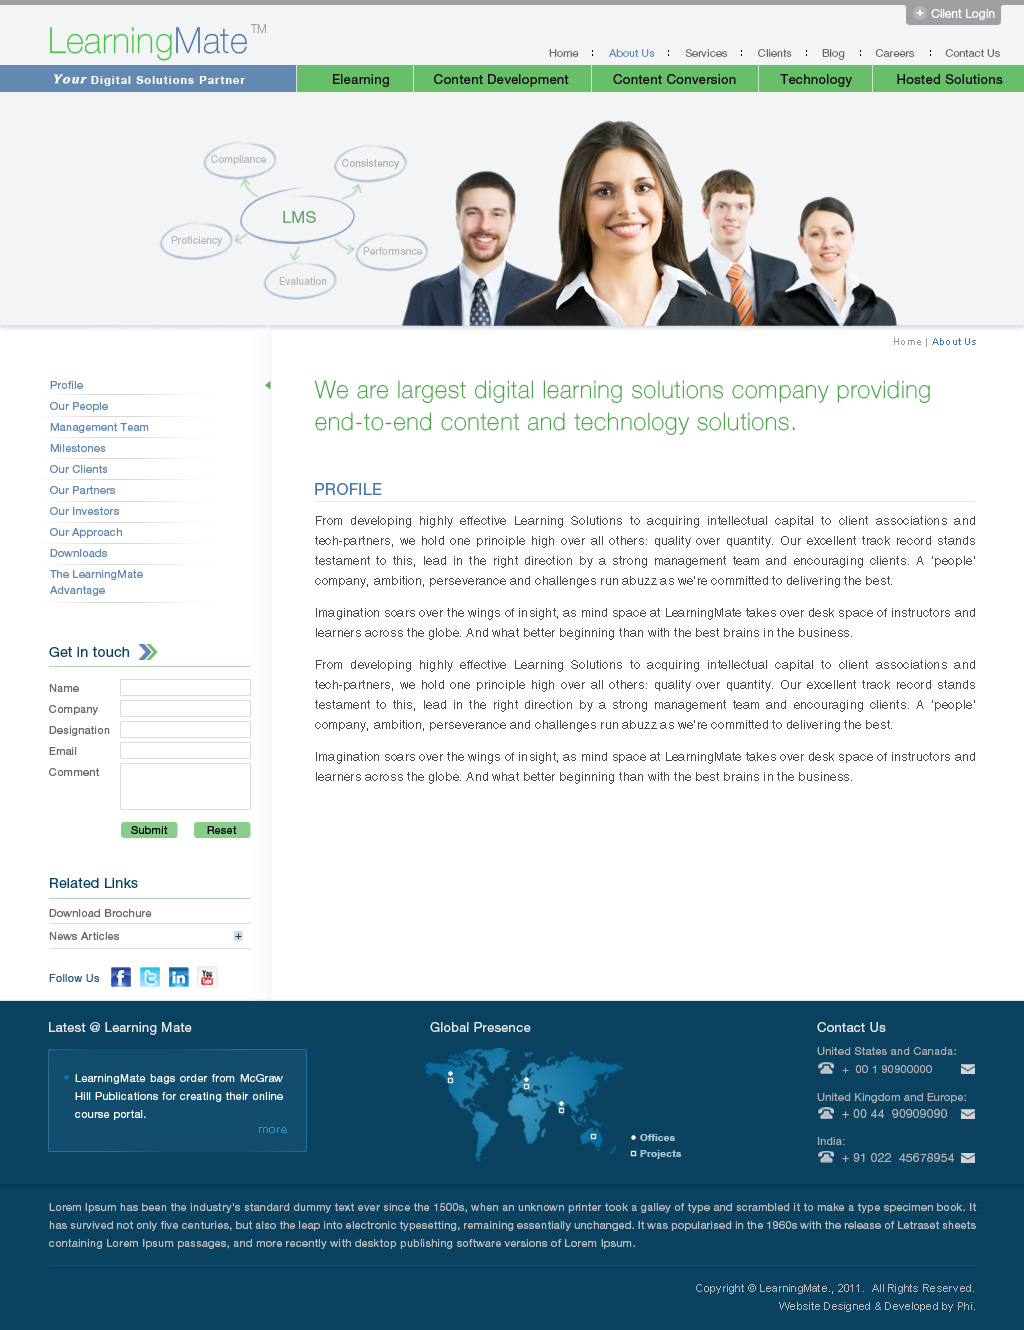 Client Login
LearningMate™
Home : About Us : Services : Clients : Blog : Careers : Contact Us
Your Digital Solutions Partner
Elearning Content Development Content Conversion Technology Hosted Solutions
Compliance
Consistency
LMS
Proficiency
Performance
Evaluation
Home | About Us
Profile
Our People
Management Team
Milestones
Our Clients
Our Partners
Our Investors
Our Approach
Downloads
The LearningMate
Advantage
We are largest digital learning solutions company providing
end-to-end content and technology solutions.
PROFILE
From developing highly effective Learning Solutions to acquiring intellectual capital to client associations and
tech-partners, we hold one principle high over all others: quality over quantity. Our excellent track record stands
testament to this, lead in the right direction by a strong management team and encouraging clients. A 'people'
company, ambition, perseverance and challenges run abuzz as we're committed to delivering the best.
Imagination soars over the wings of insight, as mind space at LearningMate takes over desk space of instructors and
learners across the globe. And what better beginning than with the best brains in the business.
From developing highly effective Learning Solutions to acquiring intellectual capital to client associations and
tech-partners, we hold one principle high over all others: quality over quantity. Our excellent track record stands
testament to this, lead in the right direction by a strong management team and encouraging clients. A 'people'
company, ambition, perseverance and challenges run abuzz as we're committed to delivering the best.
Imagination soars over the wings of insight, as mind space at LearningMate takes over desk space of instructors and
learners across the globe. And what better beginning than with the best brains in the business.
Get in touch
Name
Company
Designation
Email
Comment
Submit Reset
Related Links
Download Brochure
News Articles
Follow Us
f t in You Tube
Latest @ Learning Mate
LearningMate bags order from McGraw
Hill Publications for creating their online
course portal.
more
Global Presence
Offices
Projects
Contact Us
United States and Canada:
+ 00 1 90900000
United Kingdom and Europe:
+ 00 44 90909090
India:
+ 91 022 45678954
Lorem Ipsum has been the industry's standard dummy text ever since the 1500s, when an unknown printer took a galley of type and scrambled it to make a type specimen book. It
has survived not only five centuries, but also the leap into electronic typesetting, remaining essentially unchanged. It was popularised in the 1960s with the release of Letraset sheets
containing Lorem Ipsum passages, and more recently with desktop publishing software versions of Lorem Ipsum.
Copyright © LearningMate., 2011. All Rights Reserved.
Website Designed & Developed by Phi.